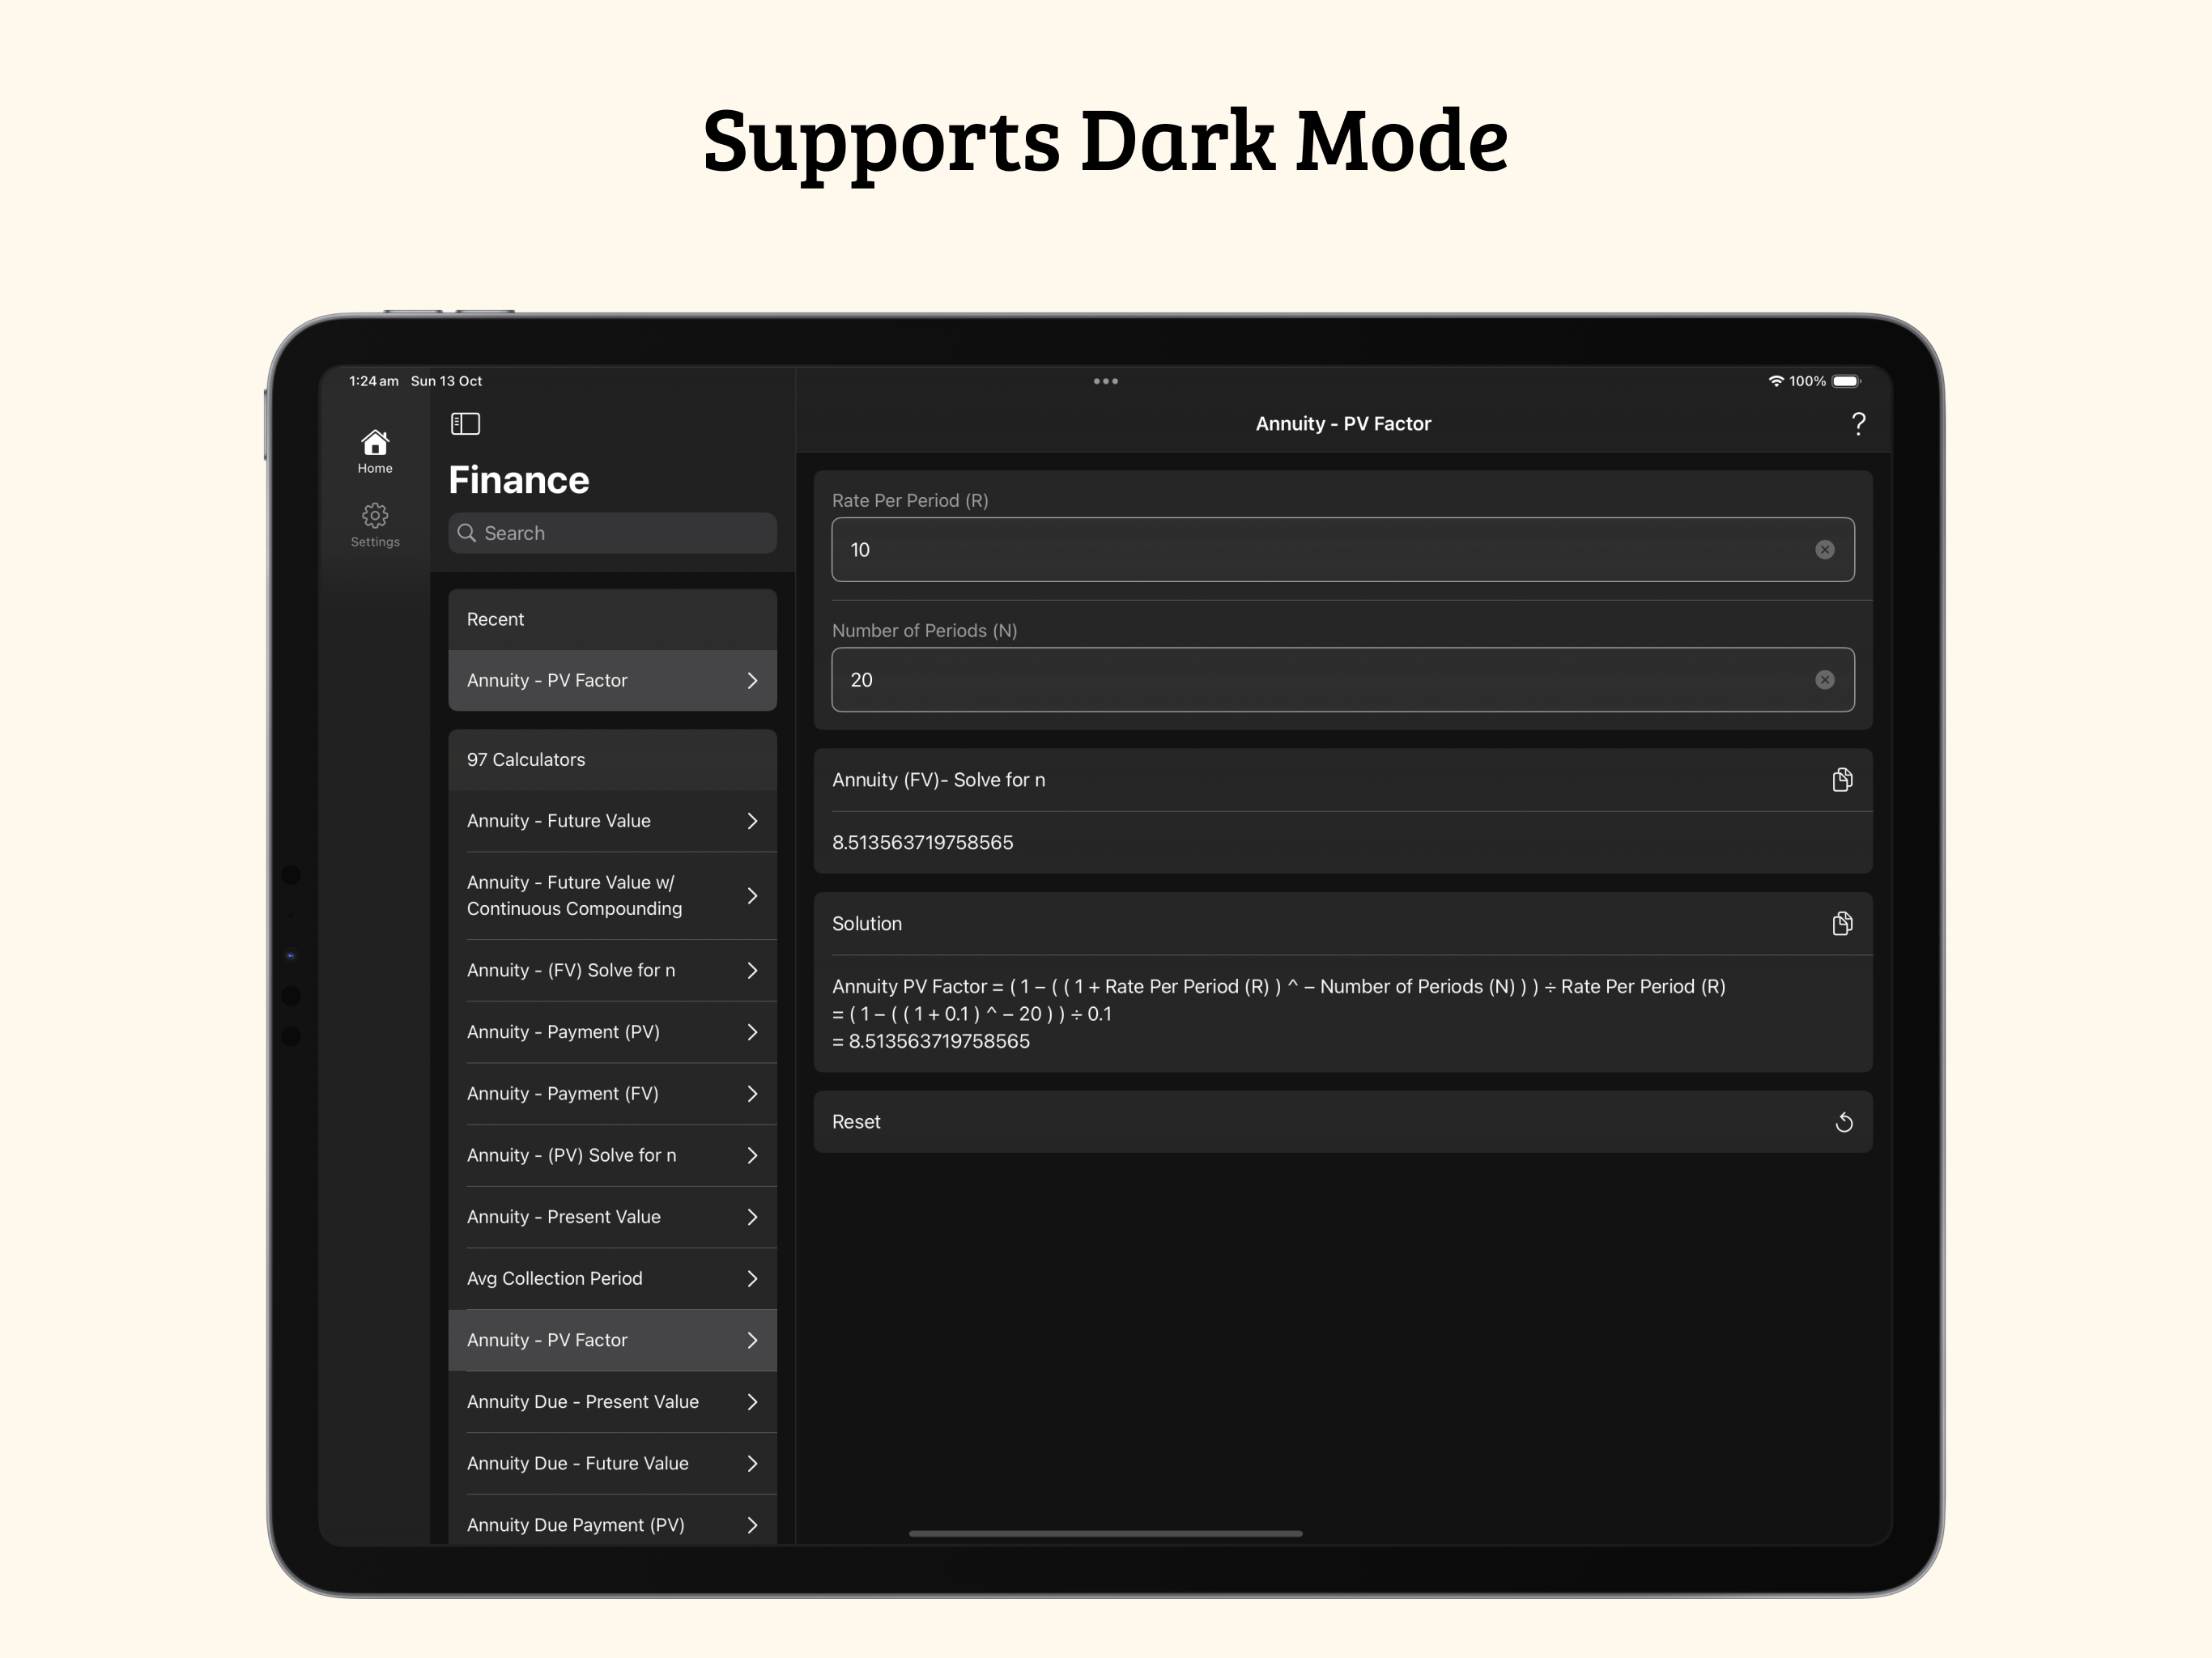 Supports Dark Mode
1:24 am Sun 13 Oct
100%
Home
Settings
Finance
Search
Recent
Annuity - PV Factor
97 Calculators
Annuity - Future Value
Annuity - Future Value w/
Continuous Compounding
Annuity - (FV) Solve for n
Annuity - Payment (PV)
Annuity - Payment (FV)
Annuity - (PV) Solve for n
Annuity - Present Value
Avg Collection Period
Annuity - PV Factor
Annuity Due - Present Value
Annuity Due - Future Value
Annuity Due Payment (PV)
Annuity - PV Factor
?
Rate Per Period (R)
10
Number of Periods (N)
20
Annuity (FV)- Solve for n
8.513563719758565
Solution
Annuity PV Factor = ( 1 – ( ( 1 + Rate Per Period (R) ) ^ – Number of Periods (N) ) ) ÷ Rate Per Period (R)
= ( 1 – ( ( 1 + 0.1 ) ^ – 20 ) ) ÷ 0.1
= 8.513563719758565
Reset